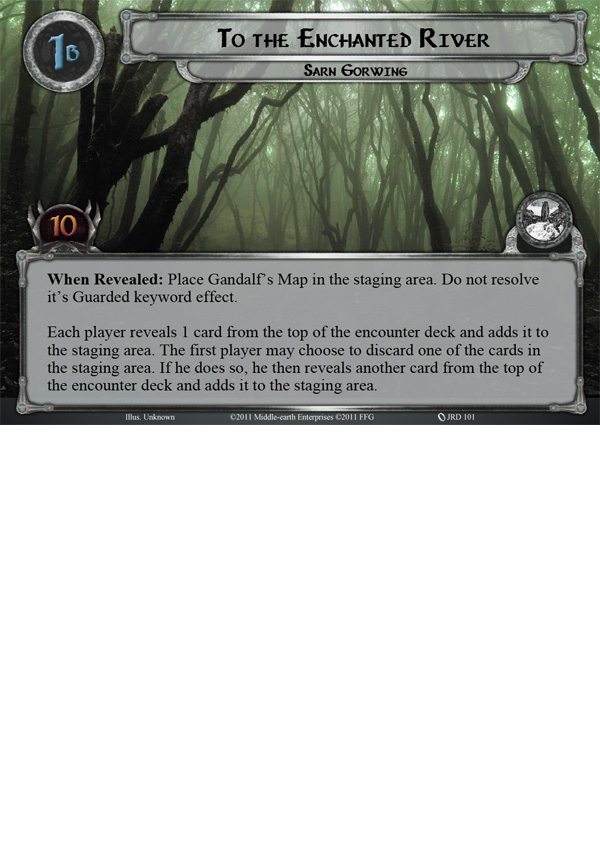 1B
To the Enchanted River
Sarn Gorwing
10
When Revealed: Place Gandalf's Map in the staging area. Do not resolve
it's Guarded keyword effect.
Each player reveals 1 card from the top of the encounter deck and adds it to
the staging area. The first player may choose to discard one of the cards in
the staging area. If he does so, he then reveals another card from the top of
the encounter deck and adds it to the staging area.
Illus. Unknown ©2011 Middle-earth Enterprises ©2011 FFG JRD 101